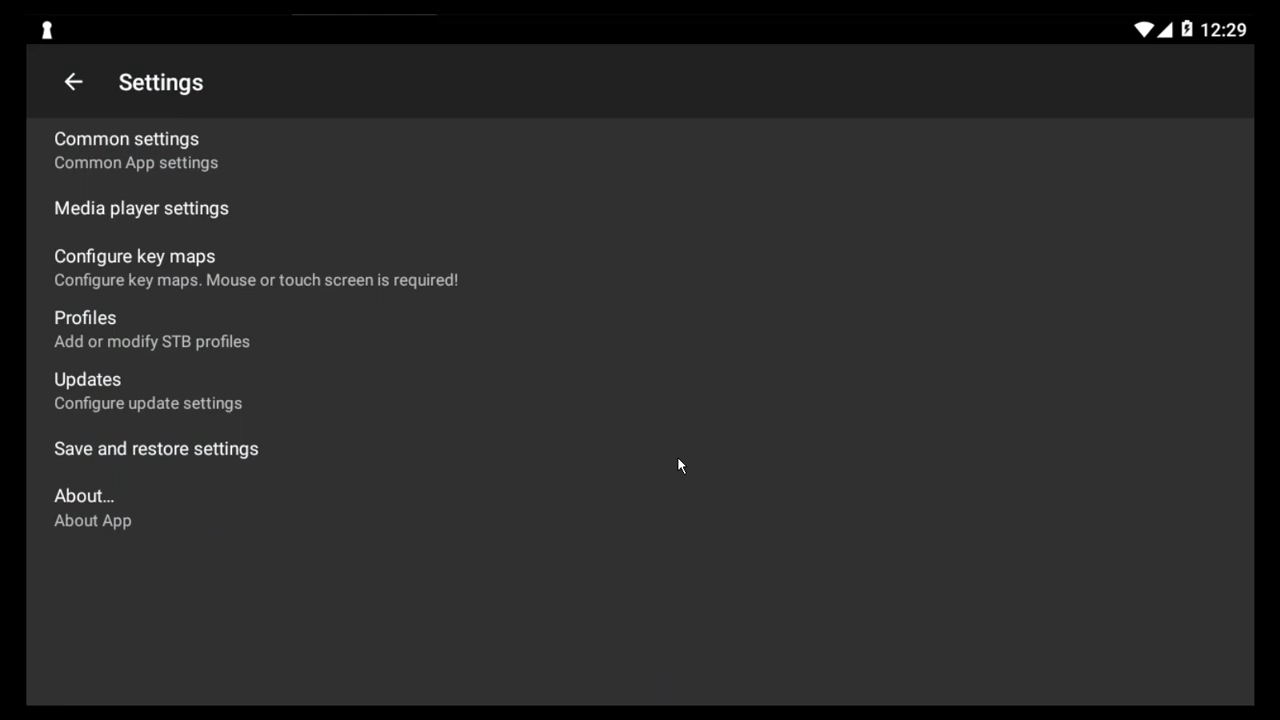 12:29
Settings
Common settings
Common App settings
Media player settings
Configure key maps
Configure key maps. Mouse or touch screen is required!
Profiles
Add or modify STB profiles
Updates
Configure update settings
Save and restore settings
About...
About App